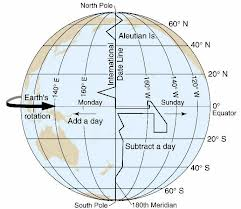 North Pole
60° N
Aleutian Is.
40° N
International
Date Line
20° N
140° E
160° E
160° W
140° W
120° W
Earth's
rotation
Monday
Sunday
0°
Equator
Add a day
Subtract a day
20° S
40° S
60° S
South Pole
180th Meridian